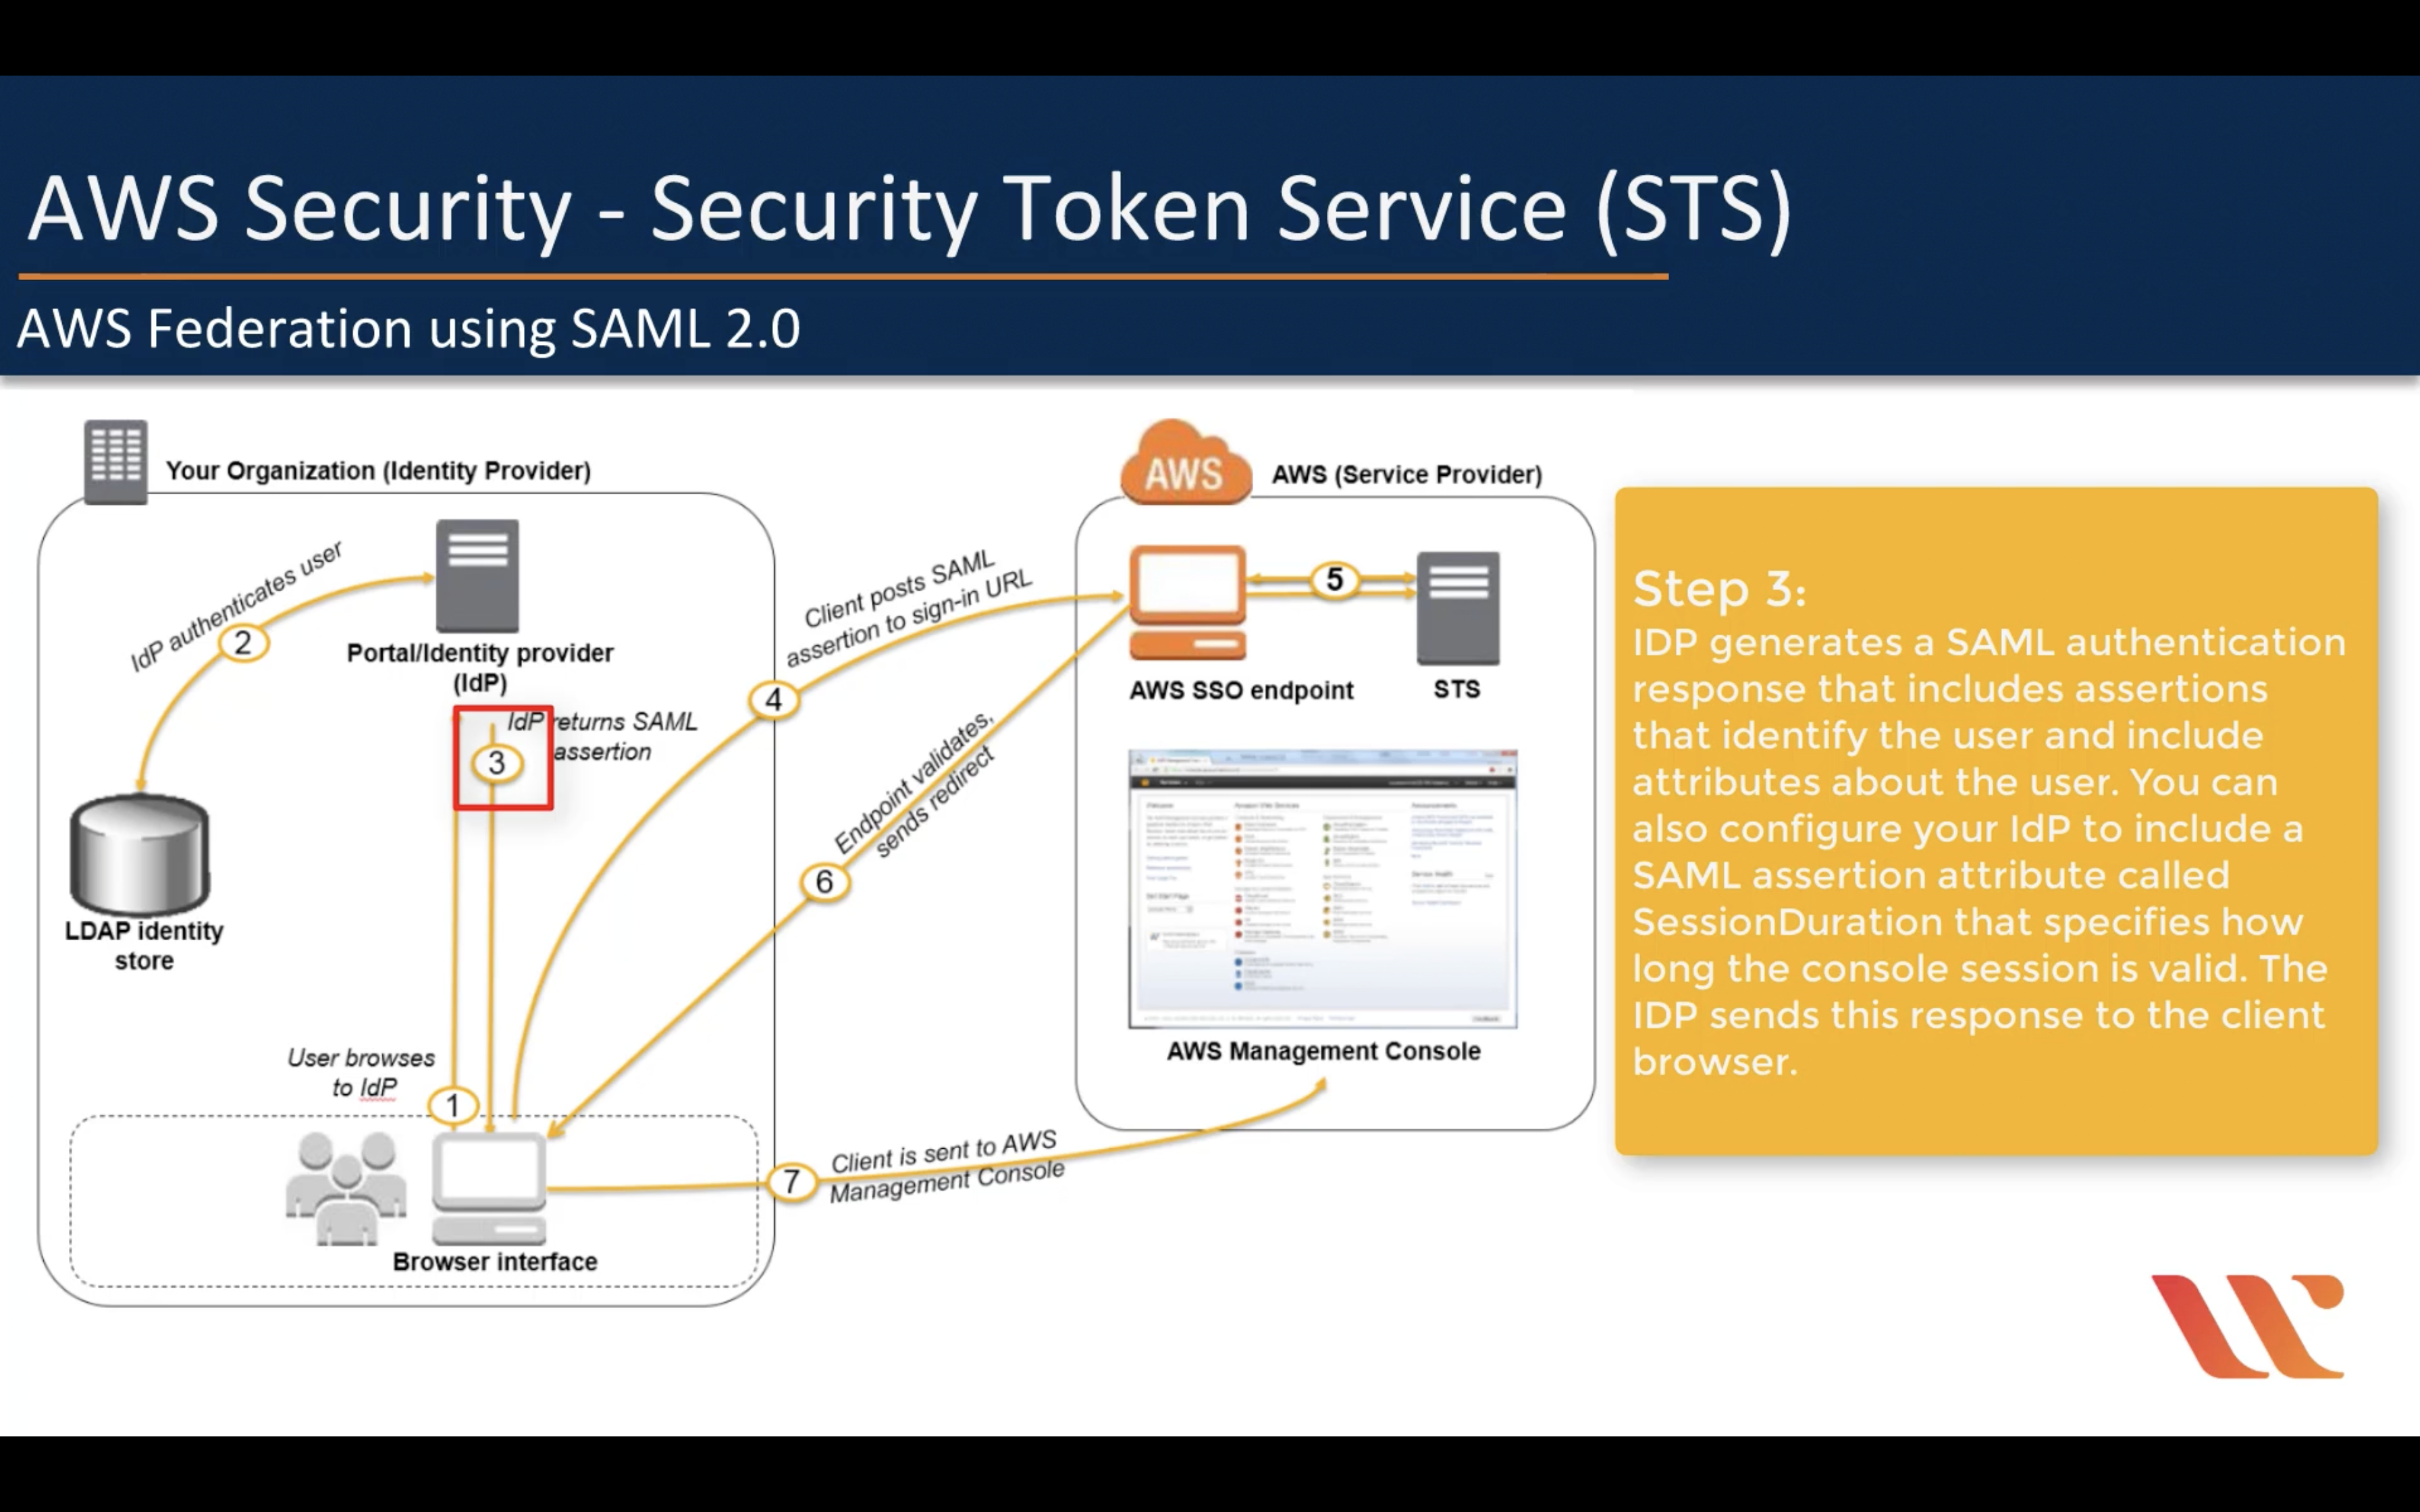 AWS Security - Security Token Service (STS)
AWS Federation using SAML 2.0
Your Organization (Identity Provider)
IdP authenticates user
2
Portal/Identity provider
(IdP)
IdP returns SAML
assertion
3
LDAP identity
store
User browses
to IdP
1
Browser interface
Client posts SAML
assertion to sign-in URL
4
Endpoint validates,
sends redirect
6
7
Client is sent to AWS
Management Console
AWS
AWS (Service Provider)
5
AWS SSO endpoint
STS
AWS Management Console
Step 3:
IDP generates a SAML authentication
response that includes assertions
that identify the user and include
attributes about the user. You can
also configure your IdP to include a
SAML assertion attribute called
SessionDuration that specifies how
long the console session is valid. The
IDP sends this response to the client
browser.